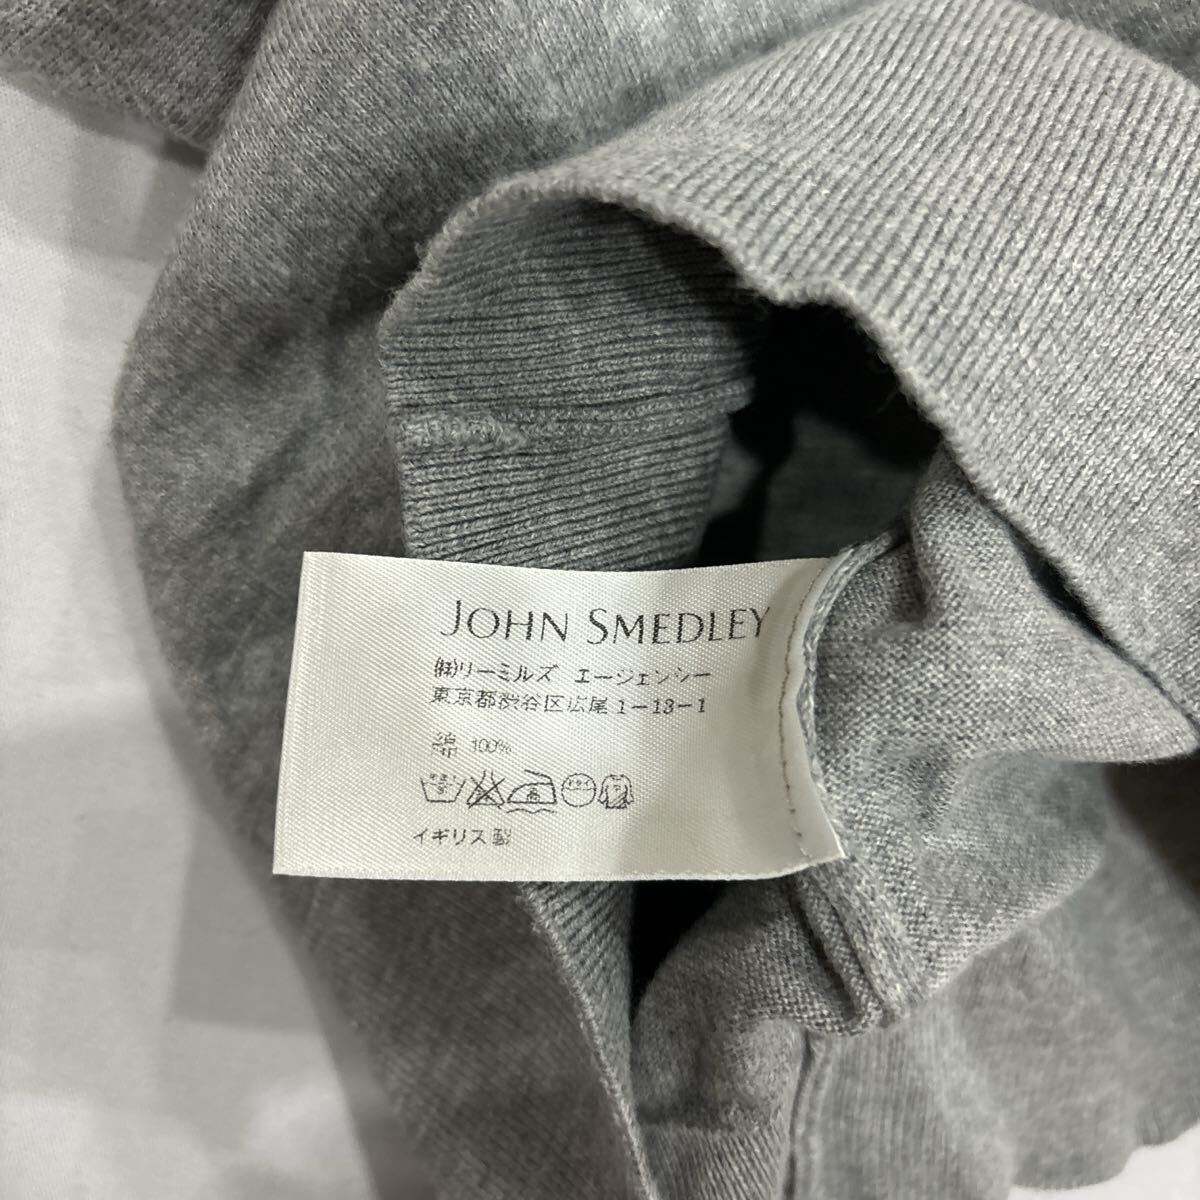 JOHN SMEDLEY
㈱リーミルズ エージェンシー
東京都渋谷区広尾1-13-1
綿 100%
イギリス製